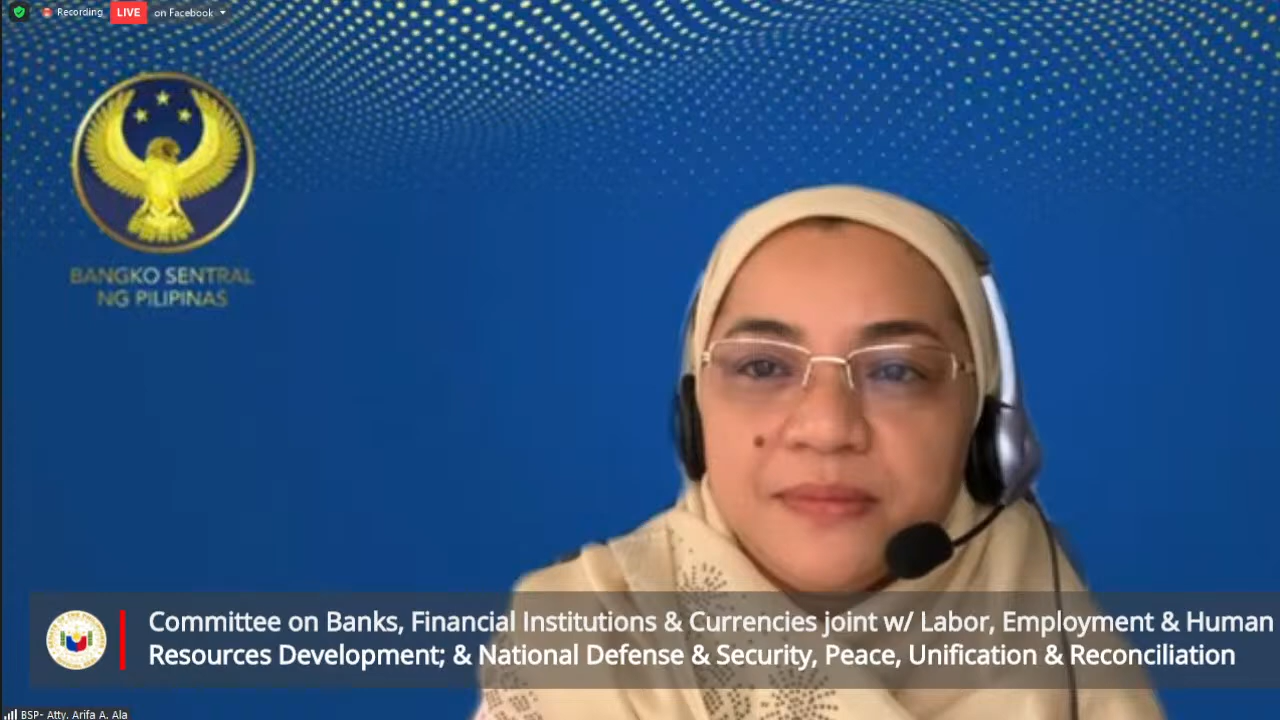 Recording LIVE on Facebook
BANGKO SENTRAL
NG PILIPINAS
Committee on Banks, Financial Institutions & Currencies joint w/ Labor, Employment & Human
Resources Development; & National Defense & Security, Peace, Unification & Reconciliation
BSP- Atty. Arifa A. Ala